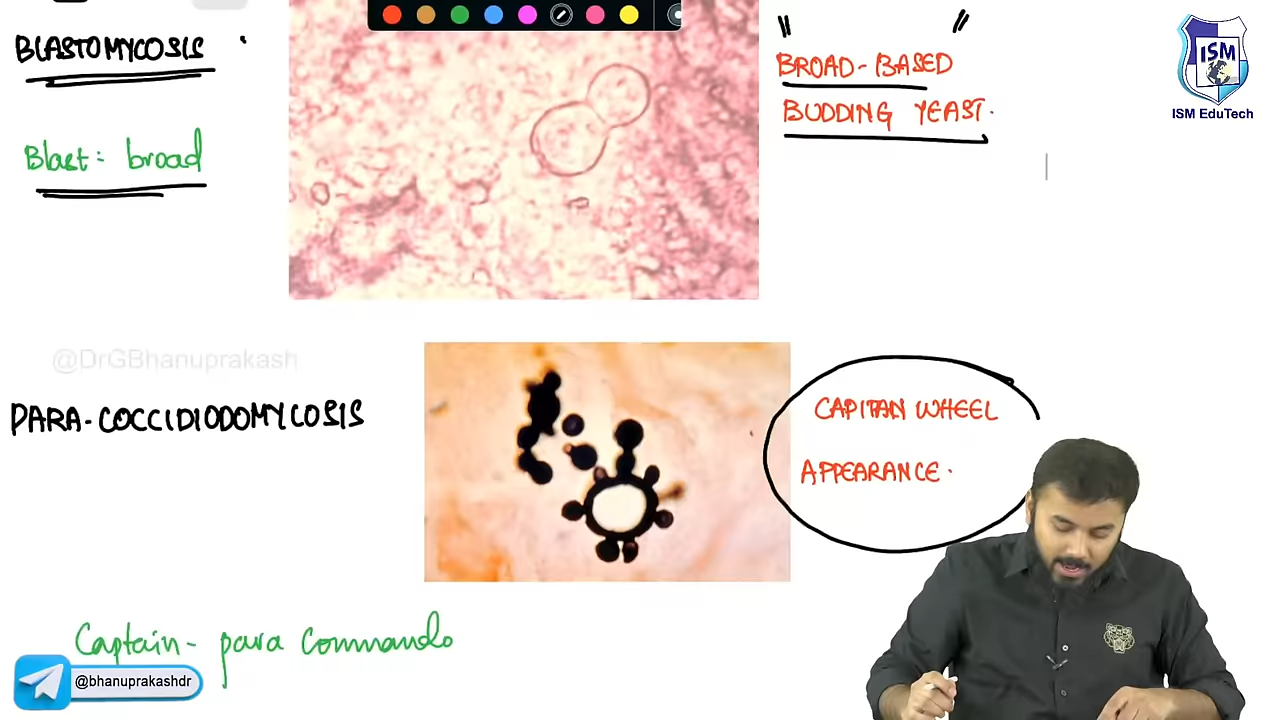 BLASTOMYCOSIS
Blast: broad
" "
BROAD-BASED
BUDDING YEAST.
ISM
ISM EduTech
@DrGBhanuprakash
PARA-COCCIDIODOMYCOSIS
CAPITAN WHEEL
APPEARANCE.
Captain - para commando
@bhanuprakashdr